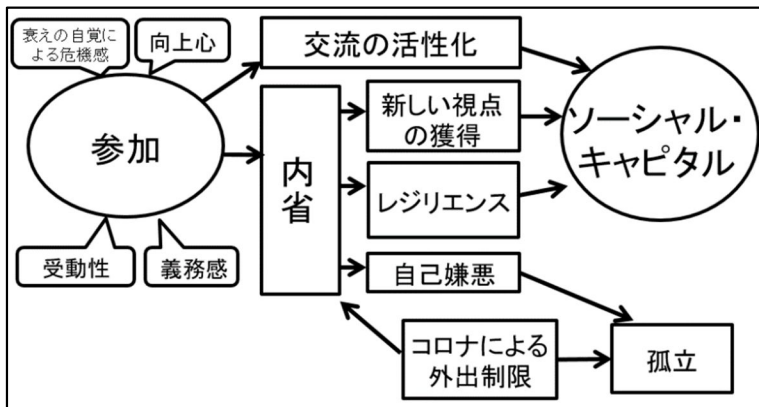 衰えの自覚に
よる危機感
向上心
参加
受動性
義務感
交流の活性化
内
省
新しい視点
の獲得
レジリエンス
自己嫌悪
コロナによる
外出制限
ソーシャル・
キャピタル
孤立